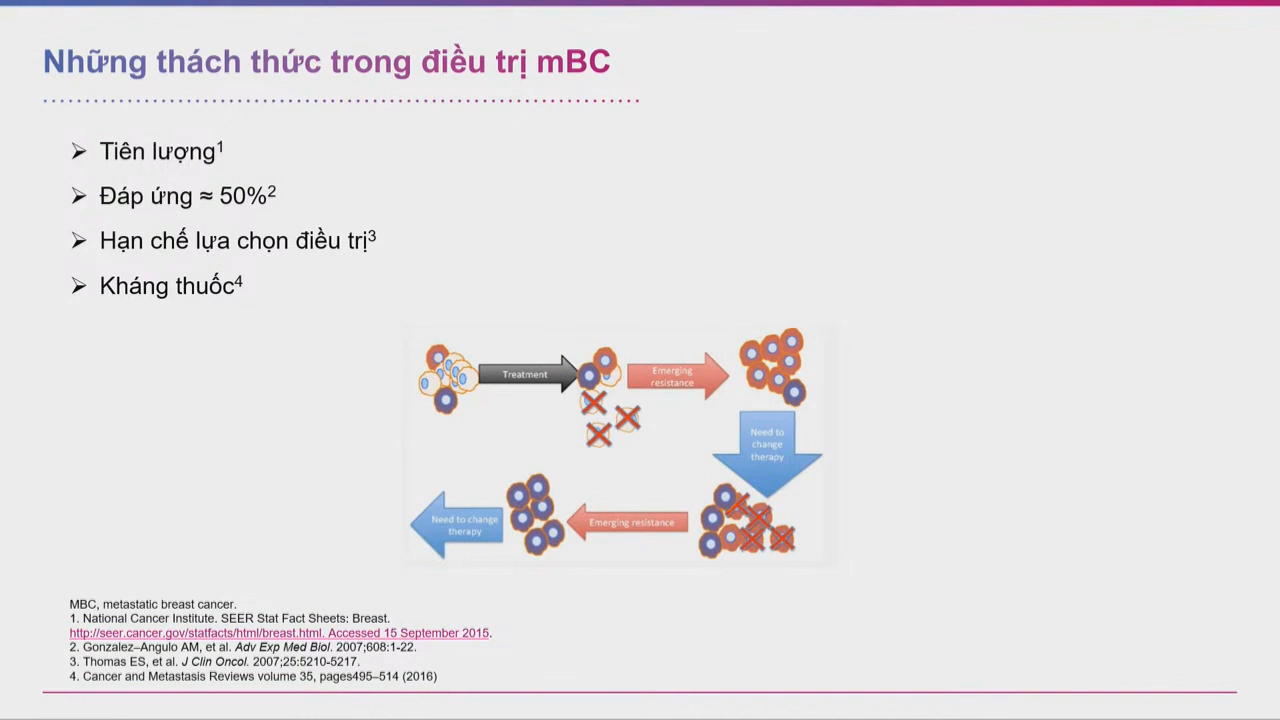 Những thách thức trong điều trị mBC
➢ Tiên lượng¹
➢ Đáp ứng ≈ 50%²
➢ Hạn chế lựa chọn điều trị³
➢ Kháng thuốc⁴
Treatment
Emerging
resistance
Need to
change
therapy
Emerging resistance
Need to change
therapy
MBC, metastatic breast cancer.
1. National Cancer Institute. SEER Stat Fact Sheets: Breast.
http://seer.cancer.gov/statfacts/html/breast.html. Accessed 15 September 2015.
2. Gonzalez–Angulo AM, et al. Adv Exp Med Biol. 2007;608:1-22.
3. Thomas ES, et al. J Clin Oncol. 2007;25:5210-5217.
4. Cancer and Metastasis Reviews volume 35, pages495–514 (2016)